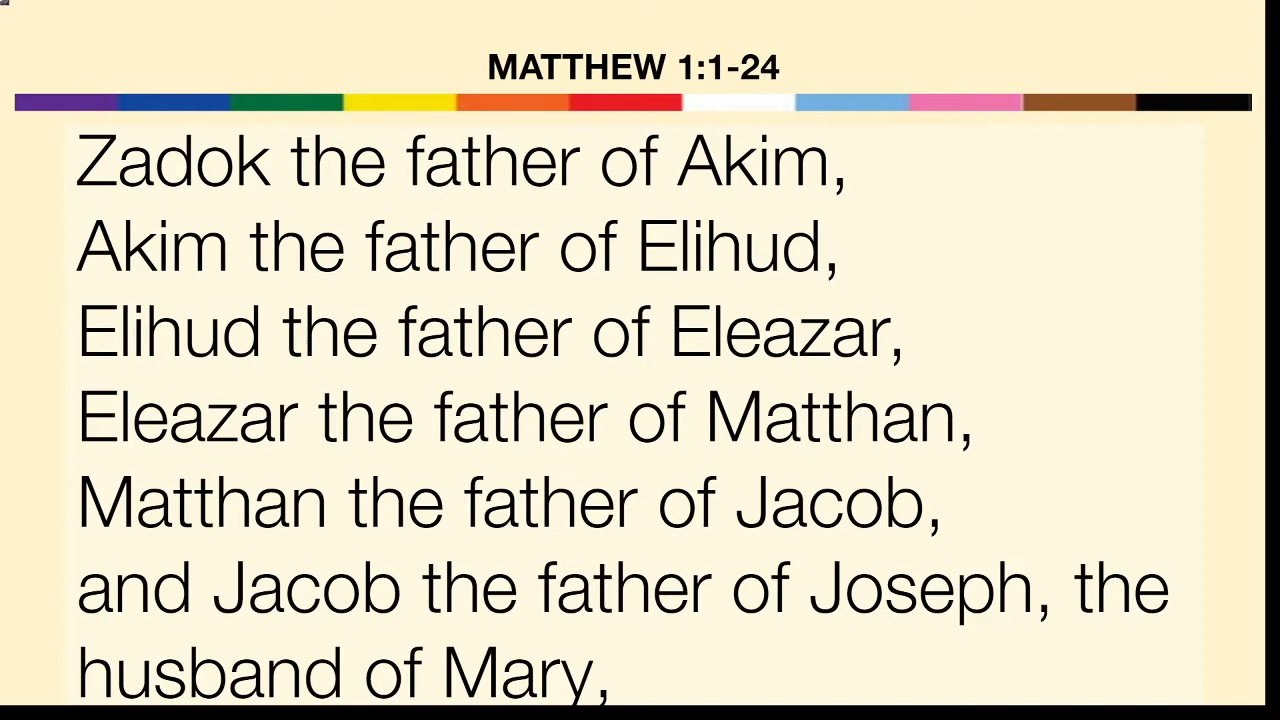 MATTHEW 1:1-24
Zadok the father of Akim,
Akim the father of Elihud,
Elihud the father of Eleazar,
Eleazar the father of Matthan,
Matthan the father of Jacob,
and Jacob the father of Joseph, the
husband of Mary,